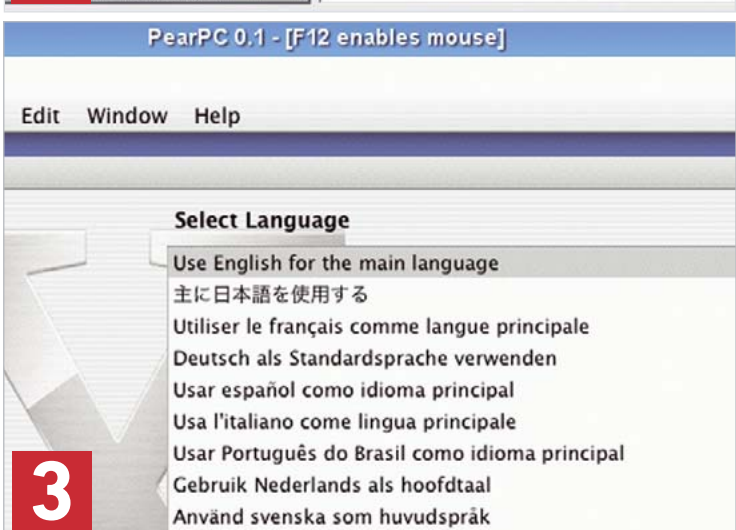 PearPC 0.1 - [F12 enables mouse]
Edit Window Help
Select Language
Use English for the main language
主に日本語を使用する
Utiliser le français comme langue principale
Deutsch als Standardsprache verwenden
Usar español como idioma principal
Usa l'italiano come lingua principale
Usar Português do Brasil como idioma principal
Gebruik Nederlands als hoofdtaal
Använd svenska som huvudspråk
3